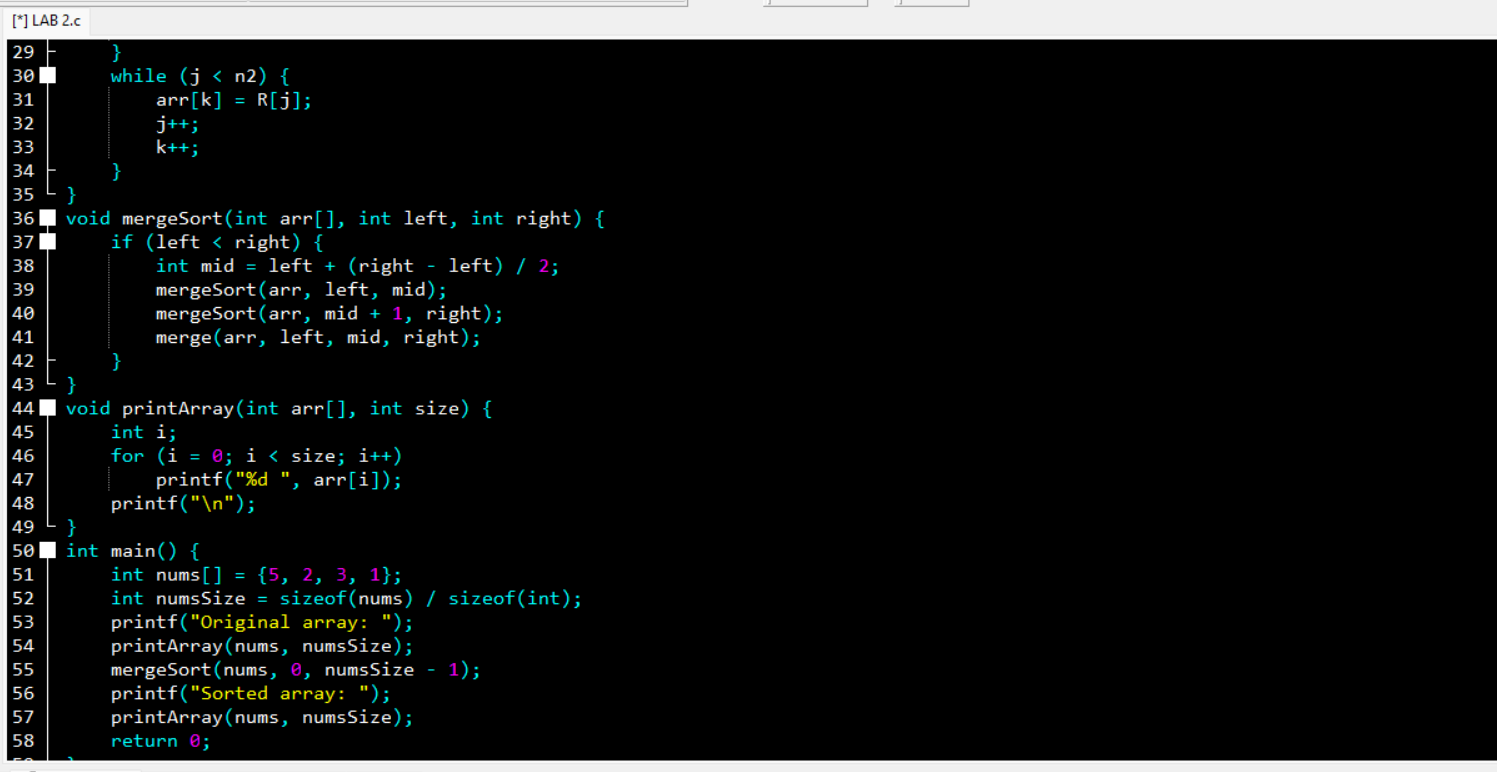 [*] LAB 2.c
29 }
30 while (j < n2) {
31 arr[k] = R[j];
32 j++;
33 k++;
34 }
35 }
36 void mergeSort(int arr[], int left, int right) {
37 if (left < right) {
38 int mid = left + (right - left) / 2;
39 mergeSort(arr, left, mid);
40 mergeSort(arr, mid + 1, right);
41 merge(arr, left, mid, right);
42 }
43 }
44 void printArray(int arr[], int size) {
45 int i;
46 for (i = 0; i < size; i++)
47 printf("%d ", arr[i]);
48 printf("\n");
49 }
50 int main() {
51 int nums[] = {5, 2, 3, 1};
52 int numsSize = sizeof(nums) / sizeof(int);
53 printf("Original array: ");
54 printArray(nums, numsSize);
55 mergeSort(nums, 0, numsSize - 1);
56 printf("Sorted array: ");
57 printArray(nums, numsSize);
58 return 0;